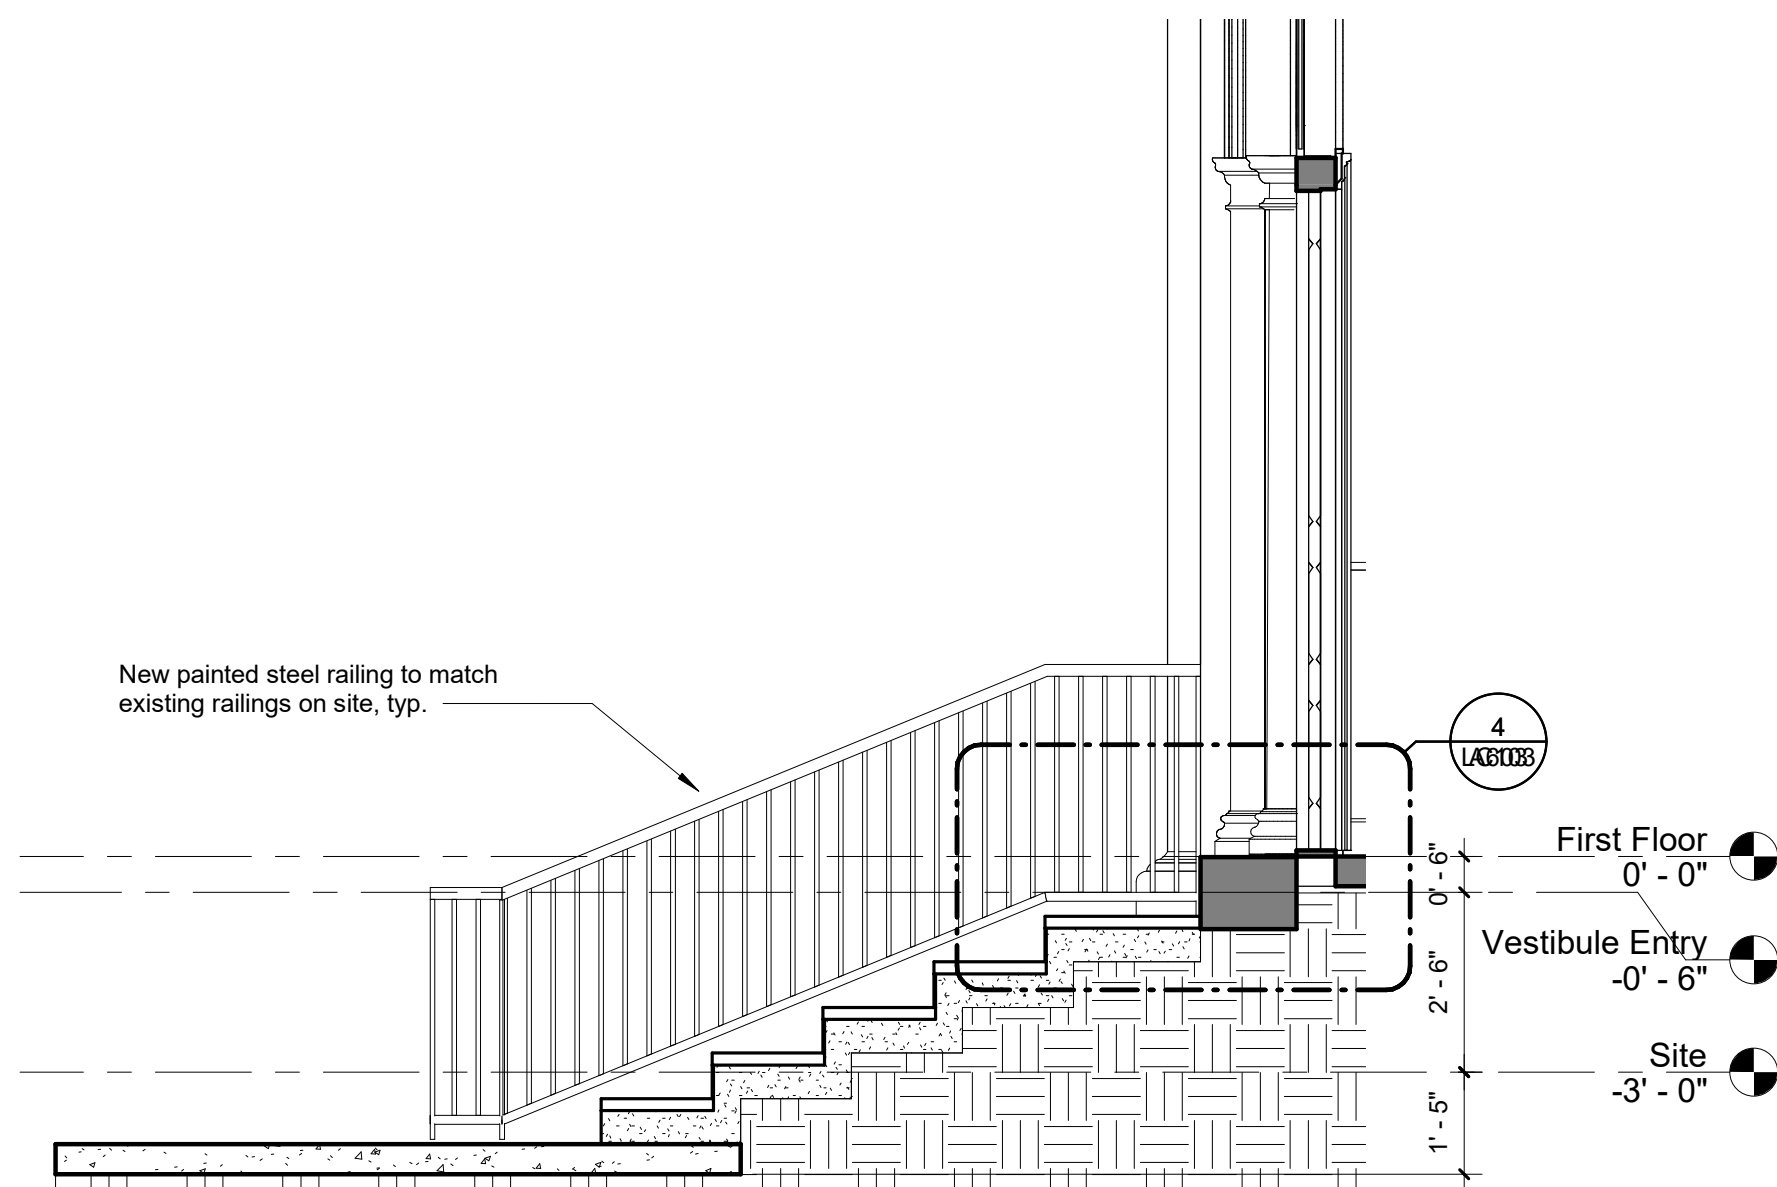 New painted steel railing to match
existing railings on site, typ.
4
First Floor
0' - 0"
0' - 6"
Vestibule Entry
-0' - 6"
2' - 6"
Site
-3' - 0"
1' - 5"